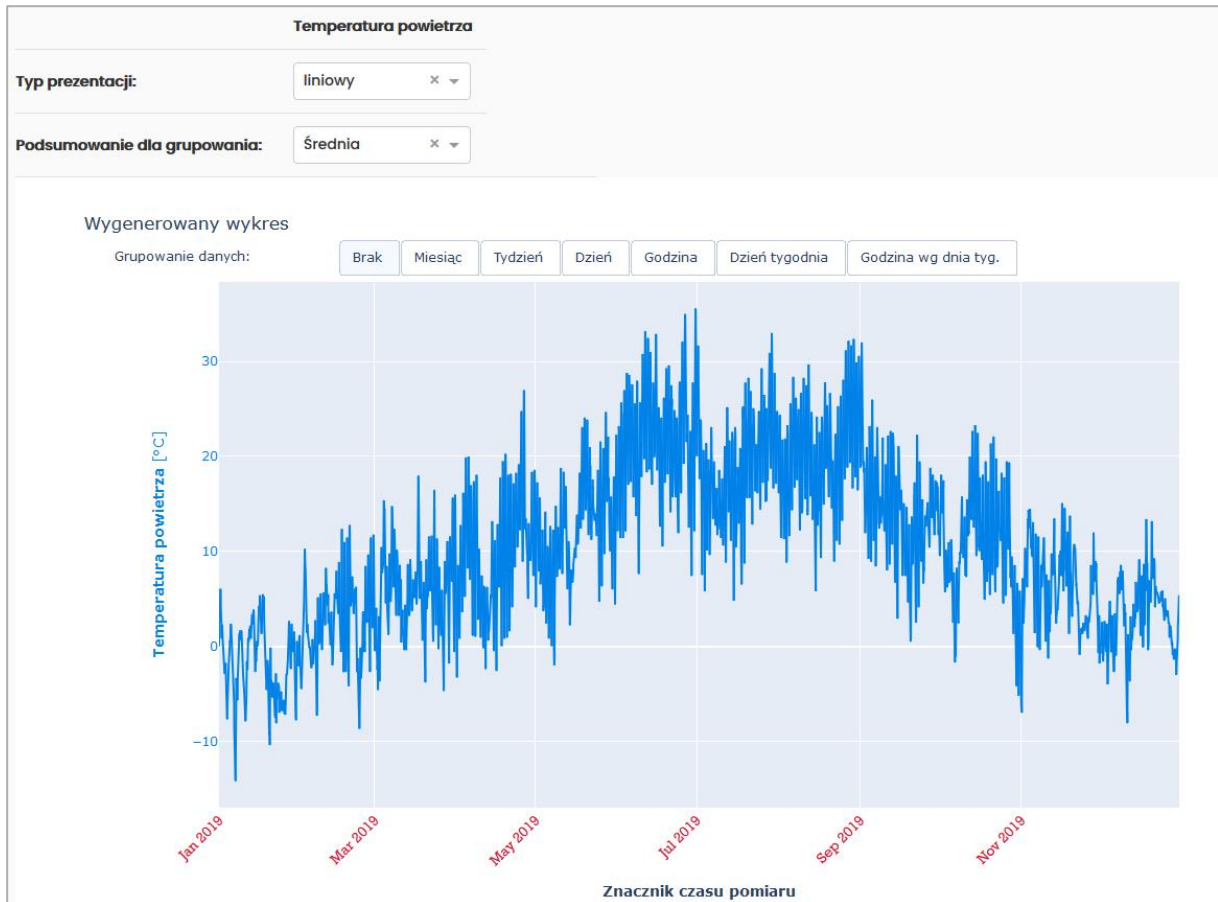 Temperatura powietrza
Typ prezentacji: liniowy × 
Podsumowanie dla grupowania: Średnia ×
Wygenerowany wykres
Grupowanie danych: Brak Miesiąc Tydzień Dzień Godzina Dzień tygodnia Godzina wg dnia tyg.
Temperatura powietrza [°C]
30
20
10
0
−10
Jan 2019 Mar 2019 May 2019 Jul 2019 Sep 2019 Nov 2019
Znacznik czasu pomiaru